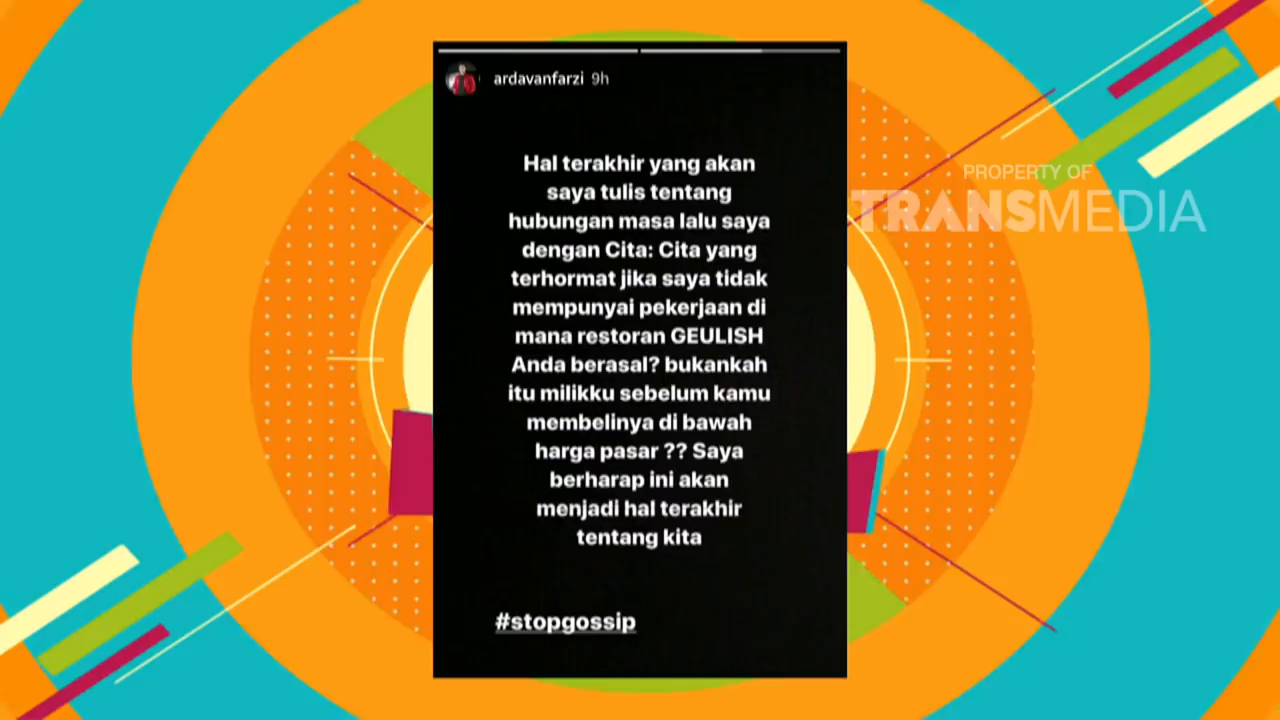 ardavanfarzi 9h
Hal terakhir yang akan
saya tulis tentang
hubungan masa lalu saya
dengan Cita: Cita yang
terhormat jika saya tidak
mempunyai pekerjaan di
mana restoran GEULISH
Anda berasal? bukankah
itu milikku sebelum kamu
membelinya di bawah
harga pasar ?? Saya
berharap ini akan
menjadi hal terakhir
tentang kita
#stopgossip
PROPERTY OF
TRANSMEDIA